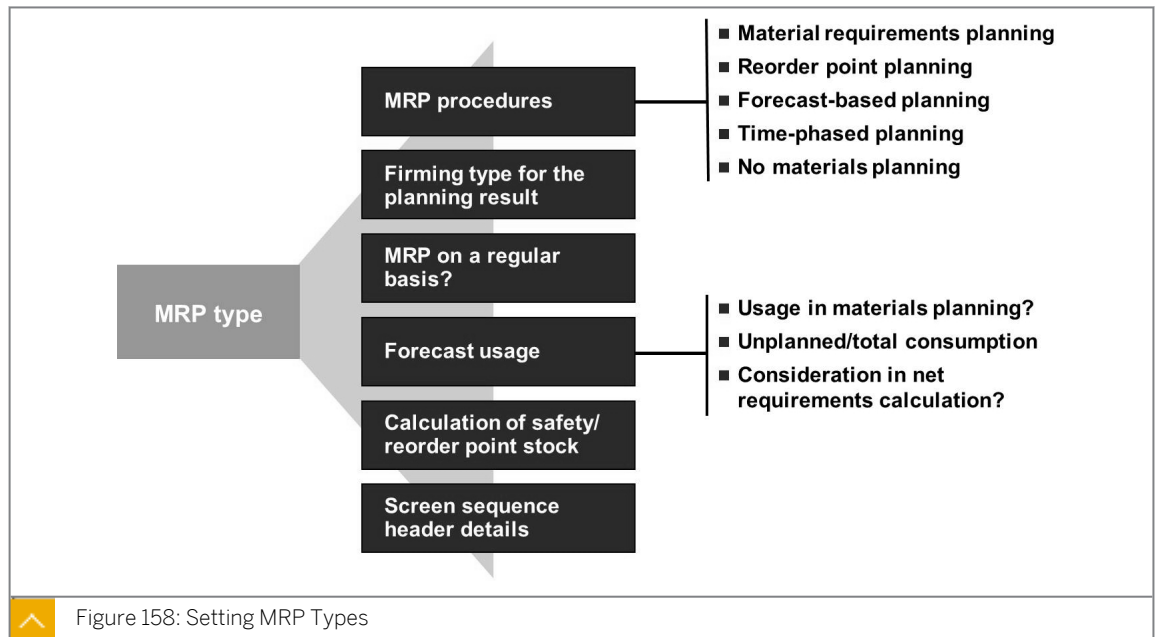 MRP type
MRP procedures
Material requirements planning
Reorder point planning
Forecast-based planning
Time-phased planning
No materials planning
Firming type for the
planning result
MRP on a regular
basis?
Forecast usage
Usage in materials planning?
Unplanned/total consumption
Consideration in net
requirements calculation?
Calculation of safety/
reorder point stock
Screen sequence
header details
Figure 158: Setting MRP Types